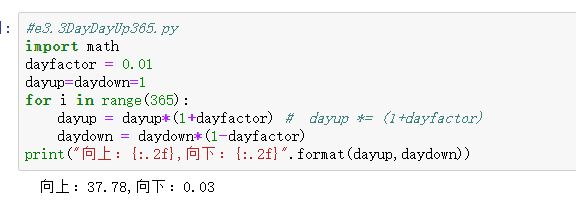 ]:
#e3.3DayDayUp365.py
import math
dayfactor = 0.01
dayup=daydown=1
for i in range(365):
    dayup = dayup*(1+dayfactor) #  dayup *= (1+dayfactor)
    daydown = daydown*(1-dayfactor)
print("向上: {:.2f},向下: {:.2f}".format(dayup,daydown))
向上: 37.78,向下: 0.03